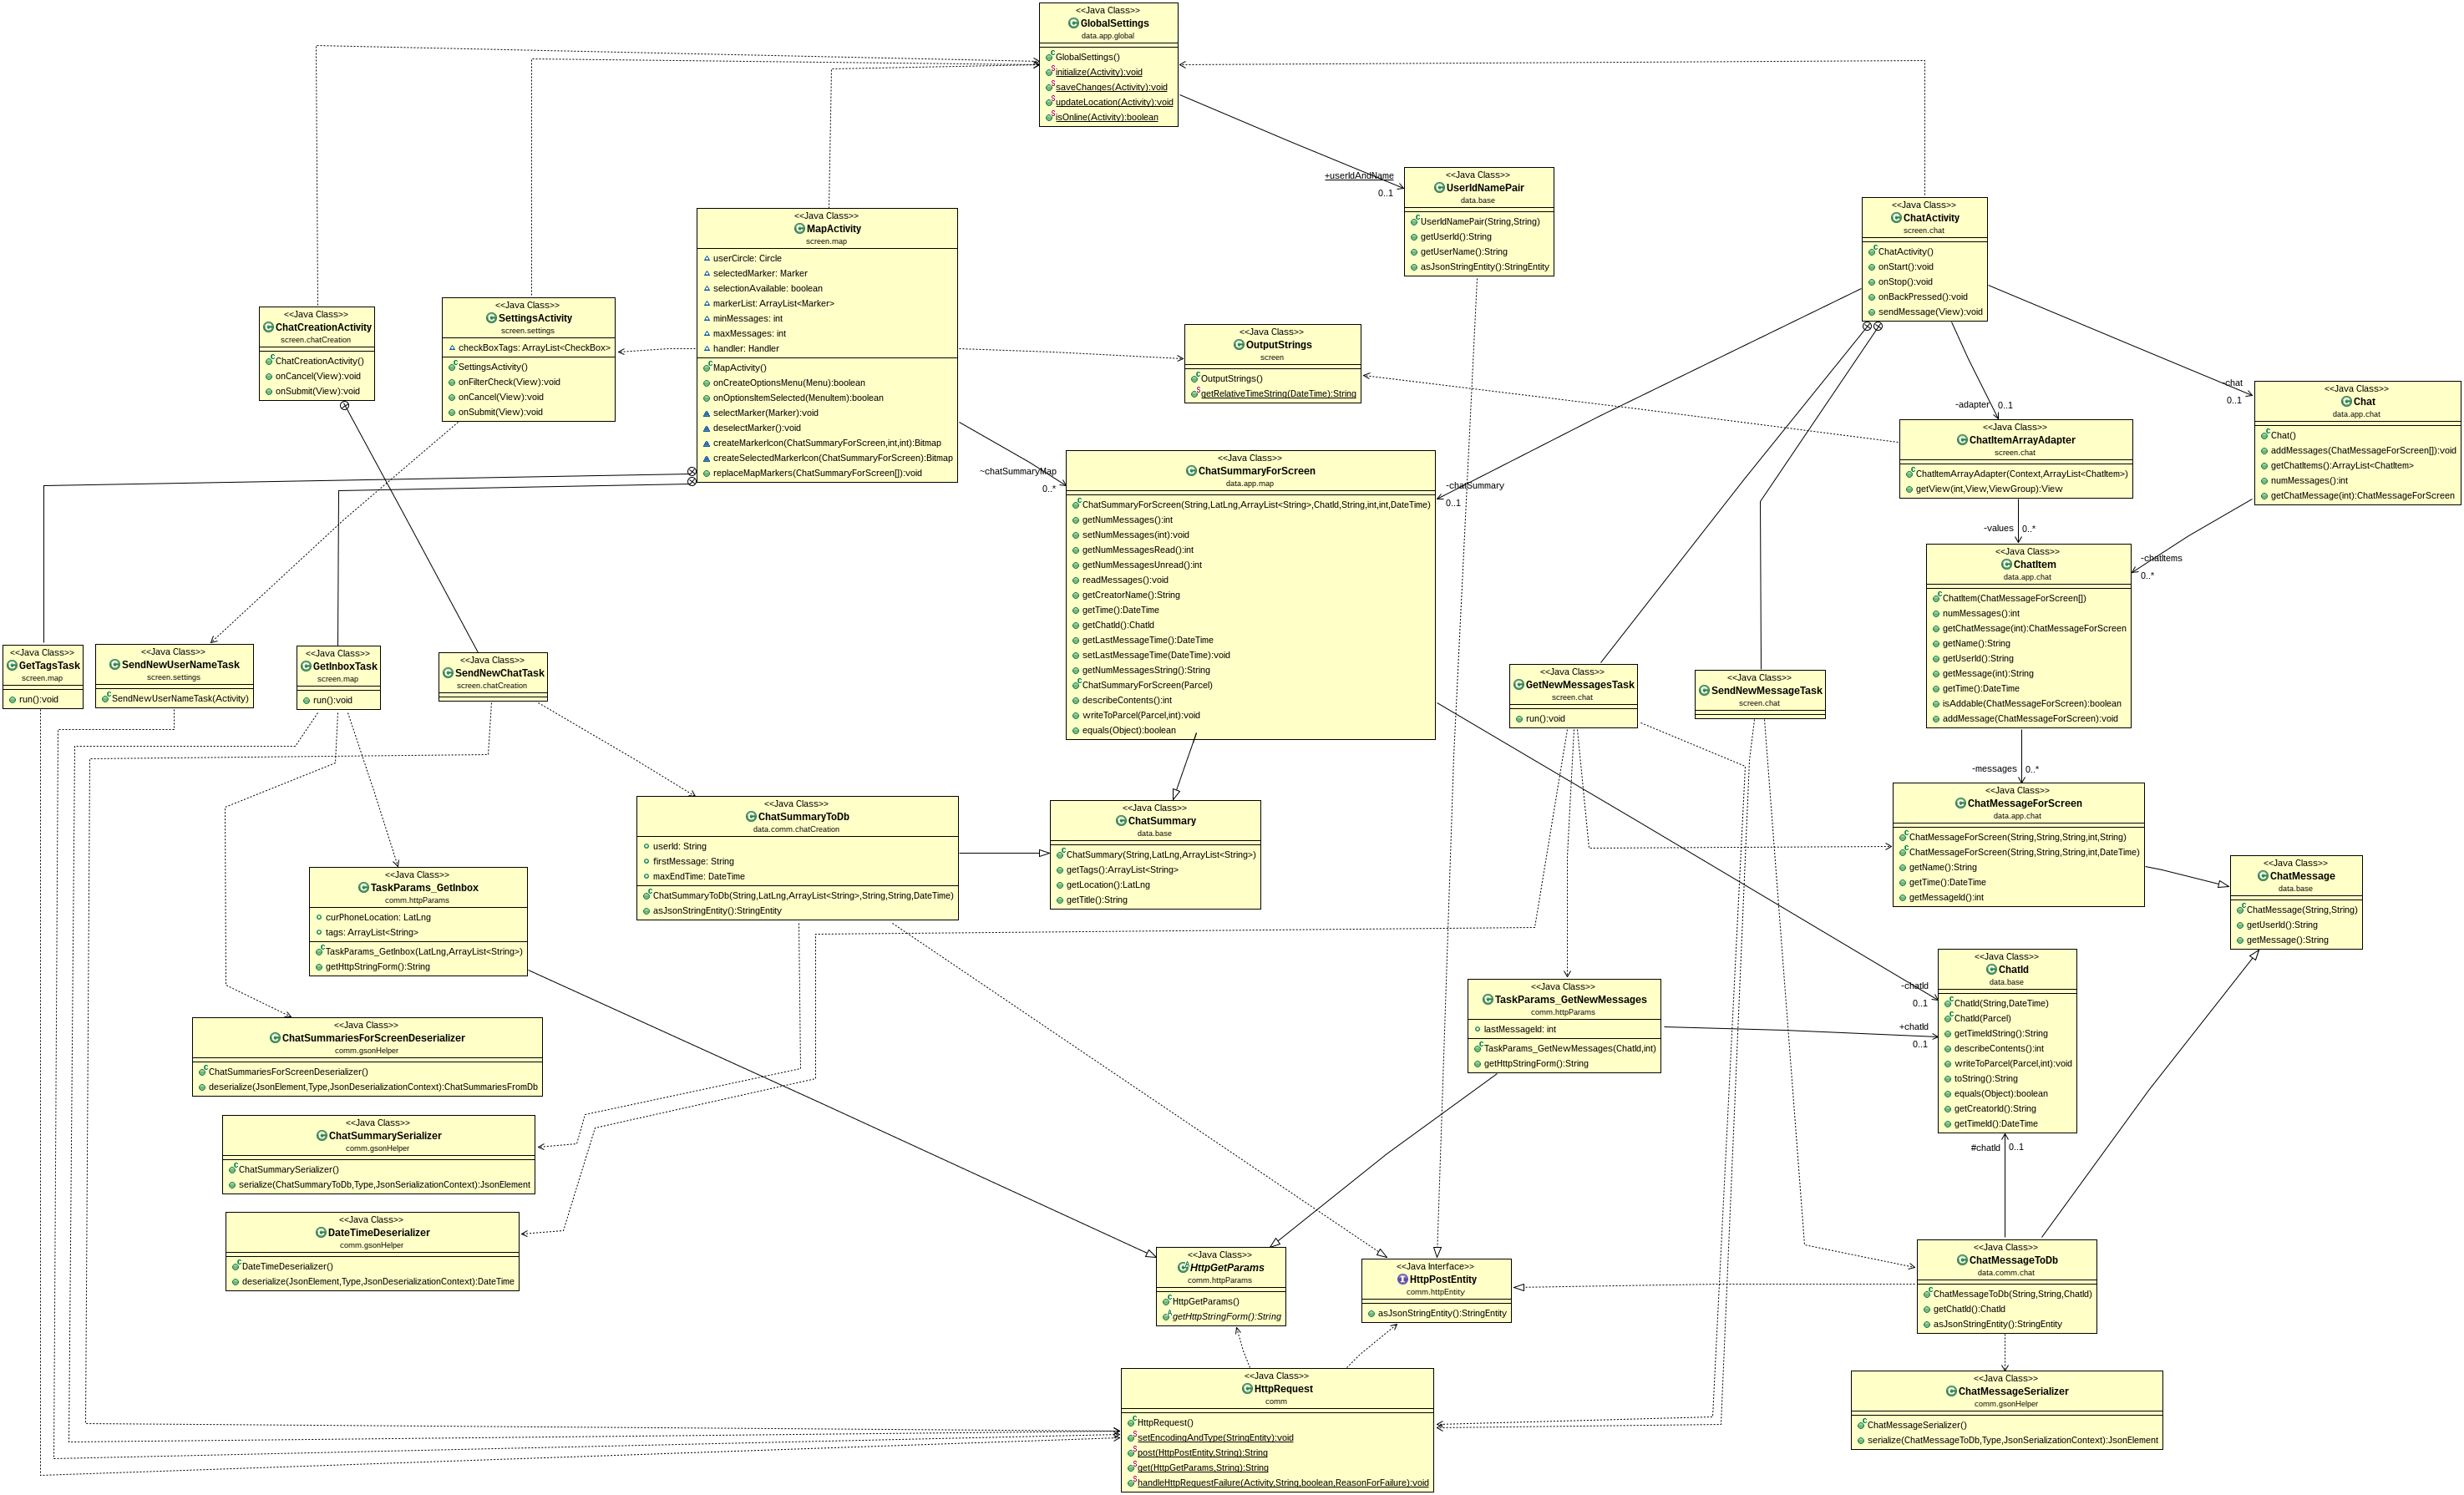 <<Java Class>>
GlobalSettings
data.app.global
GlobalSettings()
initialize(Activity):void
saveChanges(Activity):void
updateLocation(Activity):void
isOnline(Activity):boolean
+userIdAndName
0..1
<<Java Class>>
UserIdNamePair
data.base
UserIdNamePair(String,String)
getUserId():String
getUserName():String
asJsonStringEntity():StringEntity
<<Java Class>>
ChatActivity
screen.chat
ChatActivity()
onStart():void
onStop():void
onBackPressed():void
sendMessage(View):void
<<Java Class>>
MapActivity
screen.map
userCircle: Circle
selectedMarker: Marker
selectionAvailable: boolean
markerList: ArrayList<Marker>
minMessages: int
maxMessages: int
handler: Handler
MapActivity()
onCreateOptionsMenu(Menu):boolean
onOptionsItemSelected(MenuItem):boolean
selectMarker(Marker):void
deselectMarker():void
createMarkerIcon(ChatSummaryForScreen,int,int):Bitmap
createSelectedMarkerIcon(ChatSummaryForScreen):Bitmap
replaceMapMarkers(ChatSummaryForScreen[]):void
<<Java Class>>
ChatCreationActivity
screen.chatCreation
ChatCreationActivity()
onCancel(View):void
onSubmit(View):void
<<Java Class>>
SettingsActivity
screen.settings
checkBoxTags: ArrayList<CheckBox>
SettingsActivity()
onFilterCheck(View):void
onCancel(View):void
onSubmit(View):void
<<Java Class>>
OutputStrings
screen
OutputStrings()
getRelativeTimeString(DateTime):String
-chat
0..1
<<Java Class>>
Chat
data.app.chat
Chat()
addMessages(ChatMessageForScreen[]):void
getChatItems():ArrayList<ChatItem>
numMessages():int
getChatMessage(int):ChatMessageForScreen
-adapter
0..1
<<Java Class>>
ChatItemArrayAdapter
screen.chat
ChatItemArrayAdapter(Context,ArrayList<ChatItem>)
getView(int,View,ViewGroup):View
~chatSummaryMap
0..*
<<Java Class>>
ChatSummaryForScreen
data.app.map
ChatSummaryForScreen(String,LatLng,ArrayList<String>,ChatId,String,int,int,DateTime)
getNumMessages():int
setNumMessages(int):void
getNumMessagesRead():int
getNumMessagesUnread():int
readMessages():void
getCreatorName():String
getTime():DateTime
getChatId():ChatId
getLastMessageTime():DateTime
setLastMessageTime(DateTime):void
getNumMessagesString():String
ChatSummaryForScreen(Parcel)
describeContents():int
writeToParcel(Parcel,int):void
equals(Object):boolean
-chatSummary
0..1
-values
0..*
-chatItems
0..*
<<Java Class>>
ChatItem
data.app.chat
ChatItem(ChatMessageForScreen[])
numMessages():int
getChatMessage(int):ChatMessageForScreen
getName():String
getUserId():String
getMessage(int):String
getTime():DateTime
isAddable(ChatMessageForScreen):boolean
addMessage(ChatMessageForScreen):void
<<Java Class>>
GetTagsTask
screen.map
run():void
<<Java Class>>
SendNewUserNameTask
screen.settings
SendNewUserNameTask(Activity)
<<Java Class>>
GetInboxTask
screen.map
run():void
<<Java Class>>
SendNewChatTask
screen.chatCreation
<<Java Class>>
GetNewMessagesTask
screen.chat
run():void
<<Java Class>>
SendNewMessageTask
screen.chat
-messages
0..*
<<Java Class>>
ChatMessageForScreen
data.app.chat
ChatMessageForScreen(String,String,String,int,String)
ChatMessageForScreen(String,String,String,int,DateTime)
getName():String
getTime():DateTime
getMessageId():int
<<Java Class>>
ChatSummaryToDb
data.comm.chatCreation
userId: String
firstMessage: String
maxEndTime: DateTime
ChatSummaryToDb(String,LatLng,ArrayList<String>,String,String,DateTime)
asJsonStringEntity():StringEntity
<<Java Class>>
ChatSummary
data.base
ChatSummary(String,LatLng,ArrayList<String>)
getTags():ArrayList<String>
getLocation():LatLng
getTitle():String
<<Java Class>>
ChatMessage
data.base
ChatMessage(String,String)
getUserId():String
getMessage():String
<<Java Class>>
TaskParams_GetInbox
comm.httpParams
curPhoneLocation: LatLng
tags: ArrayList<String>
TaskParams_GetInbox(LatLng,ArrayList<String>)
getHttpStringForm():String
<<Java Class>>
TaskParams_GetNewMessages
comm.httpParams
lastMessageId: int
TaskParams_GetNewMessages(ChatId,int)
getHttpStringForm():String
-chatId
0..1
+chatId
0..1
<<Java Class>>
ChatId
data.base
ChatId(String,DateTime)
ChatId(Parcel)
getTimeIdString():String
describeContents():int
writeToParcel(Parcel,int):void
toString():String
equals(Object):boolean
getCreatorId():String
getTimeId():DateTime
#chatId
0..1
<<Java Class>>
ChatSummariesForScreenDeserializer
comm.gsonHelper
ChatSummariesForScreenDeserializer()
deserialize(JsonElement,Type,JsonDeserializationContext):ChatSummariesFromDb
<<Java Class>>
ChatSummarySerializer
comm.gsonHelper
ChatSummarySerializer()
serialize(ChatSummaryToDb,Type,JsonSerializationContext):JsonElement
<<Java Class>>
DateTimeDeserializer
comm.gsonHelper
DateTimeDeserializer()
deserialize(JsonElement,Type,JsonDeserializationContext):DateTime
<<Java Class>>
HttpGetParams
comm.httpParams
HttpGetParams()
getHttpStringForm():String
<<Java Interface>>
HttpPostEntity
comm.httpEntity
asJsonStringEntity():StringEntity
<<Java Class>>
ChatMessageToDb
data.comm.chat
ChatMessageToDb(String,String,ChatId)
getChatId():ChatId
asJsonStringEntity():StringEntity
<<Java Class>>
HttpRequest
comm
HttpRequest()
setEncodingAndType(StringEntity):void
post(HttpPostEntity,String):String
get(HttpGetParams,String):String
handleHttpRequestFailure(Activity,String,boolean,ReasonForFailure):void
<<Java Class>>
ChatMessageSerializer
comm.gsonHelper
ChatMessageSerializer()
serialize(ChatMessageToDb,Type,JsonSerializationContext):JsonElement